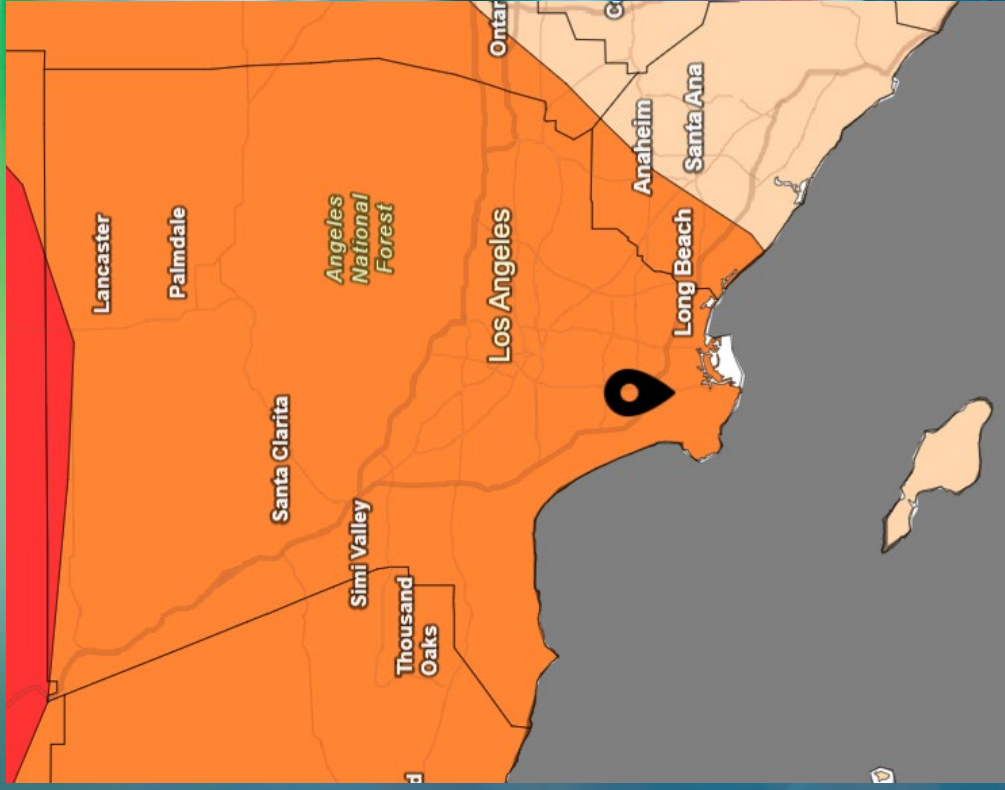 Lancaster
Palmdale
Santa Clarita
Angeles
National
Forest
Simi Valley
Thousand
Oaks
d
Los Angeles
Ontar
Anaheim
Long Beach
Santa Ana